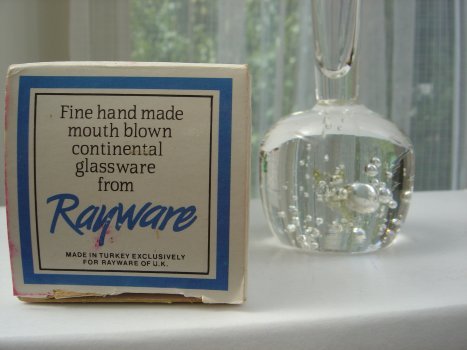 Fine hand made
mouth blown
continental
glassware
from
Rayware
MADE IN TURKEY EXCLUSIVELY
FOR RAYWARE OF U.K.